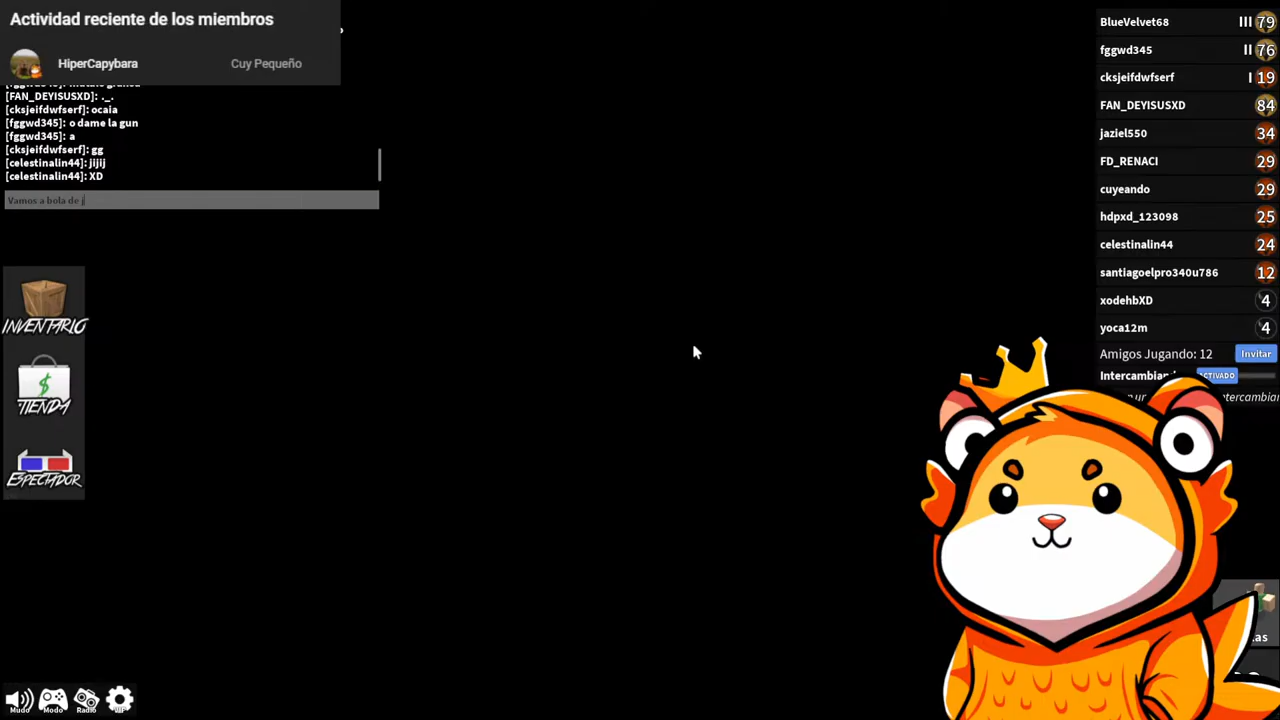 Actividad reciente de los miembros
HiperCapybara Cuy Pequeño
[FAN_DEYISUSXD]: ._.
[cksjeifdwfserf]: ocaia
[fggwd345]: o dame la gun
[fggwd345]: a
[cksjeifdwfserf]: gg
[celestinalin44]: jijij
[celestinalin44]: XD
Vamos a bola de j
INVENTARIO
TIENDA
ESPECTADOR
Mudo Modo Radio VIP
BlueVelvet68 III 79
fggwd345 II 76
cksjeifdwfserf I 19
FAN_DEYISUSXD 84
jaziel550 34
FD_RENACI 29
cuyeando 29
hdpxd_123098 25
celestinalin44 24
santiagoelpro340u786 12
xodehbXD 4
yoca12m 4
Amigos Jugando: 12 Invitar